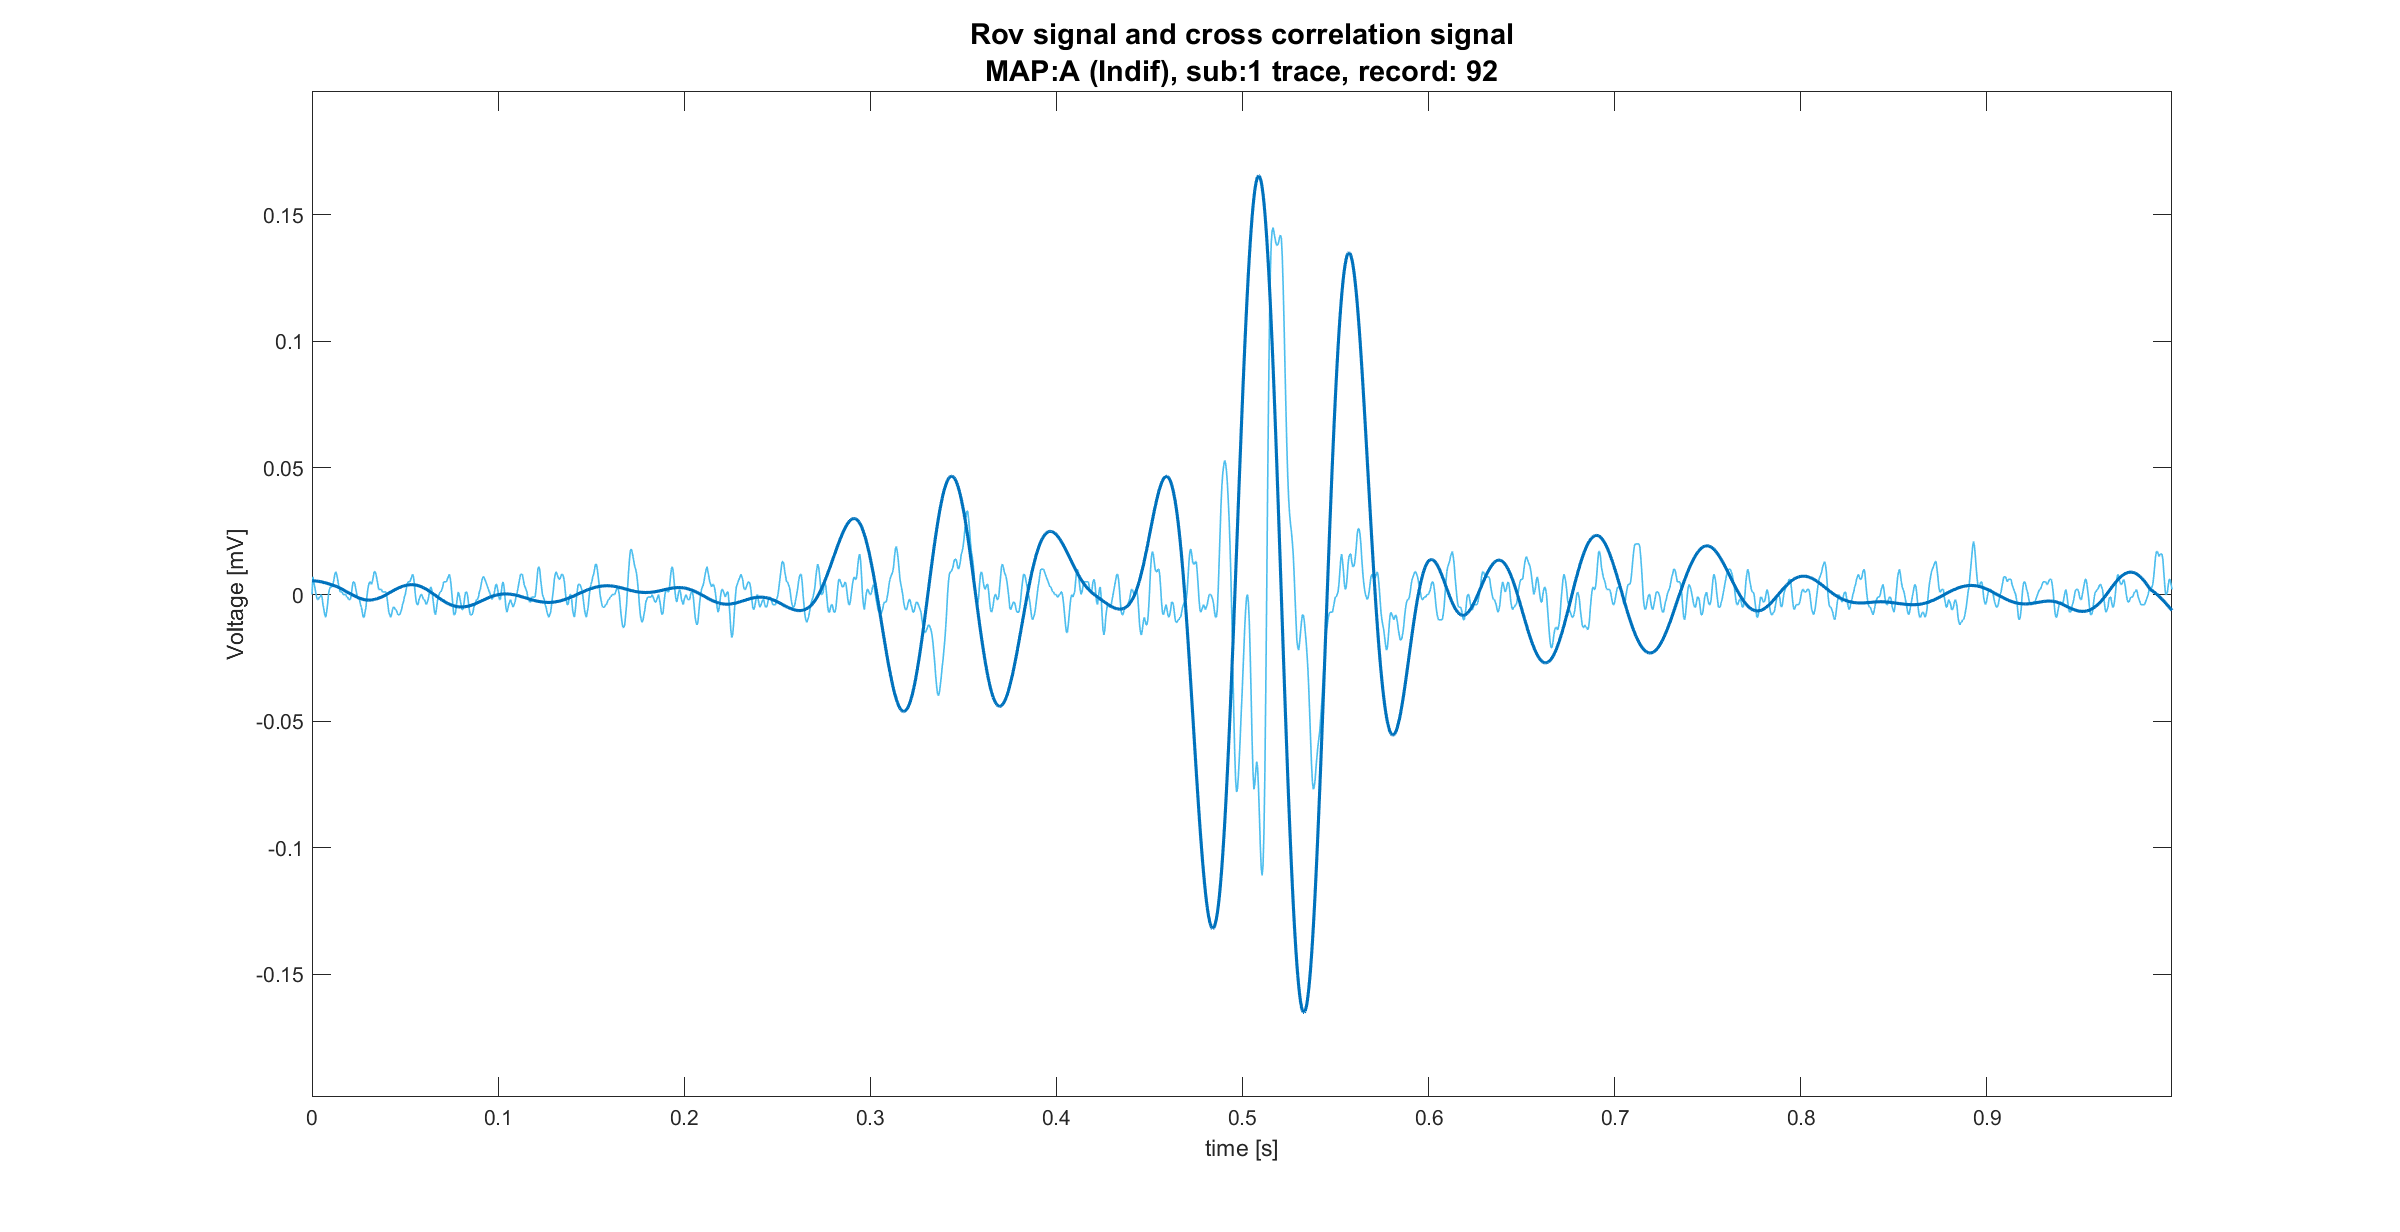 Rov signal and cross correlation signal
MAP:A (Indif), sub:1 trace, record: 92
0.15
0.1
0.05
0
-0.05
-0.1
-0.15
Voltage [mV]
0 0.1 0.2 0.3 0.4 0.5 0.6 0.7 0.8 0.9
time [s]